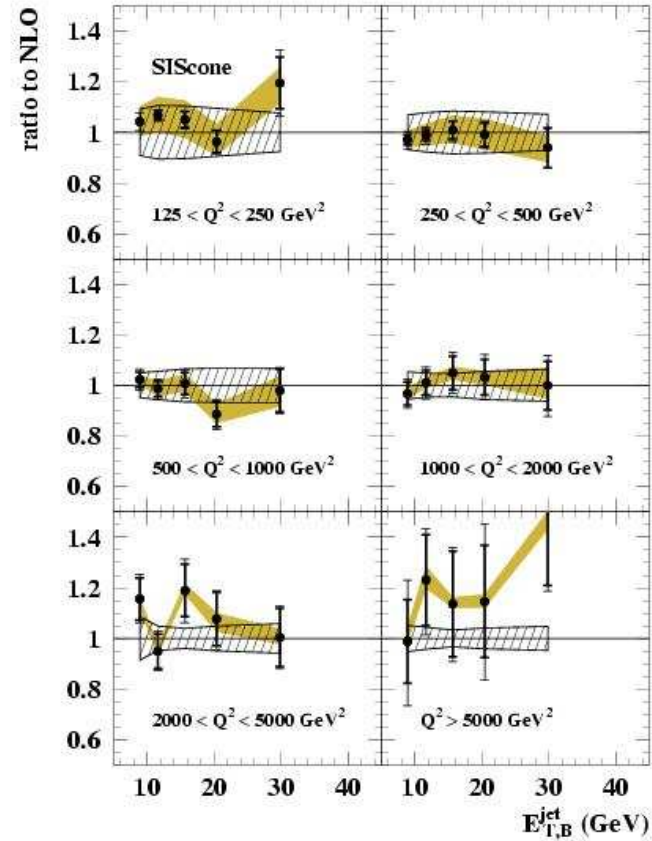 ratio to NLO
1.4
1.2
1
0.8
0.6
SIScone
125 < Q² < 250 GeV²
250 < Q² < 500 GeV²
1.4
1.2
1
0.8
0.6
500 < Q² < 1000 GeV²
1000 < Q² < 2000 GeV²
1.4
1.2
1
0.8
0.6
2000 < Q² < 5000 GeV²
Q² > 5000 GeV²
10 20 30 40 10 20 30 40
E^jet_T,B (GeV)